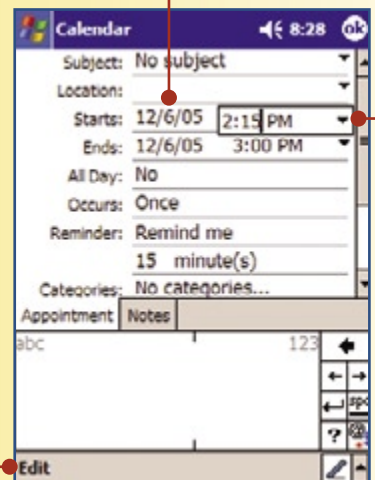 Calendar 8:28 ok
Subject: No subject
Location:
Starts: 12/6/05 2:15 PM
Ends: 12/6/05 3:00 PM
All Day: No
Occurs: Once
Reminder: Remind me
15 minute(s)
Categories: No categories...
Appointment Notes
abc 123
spc
? @
Edit